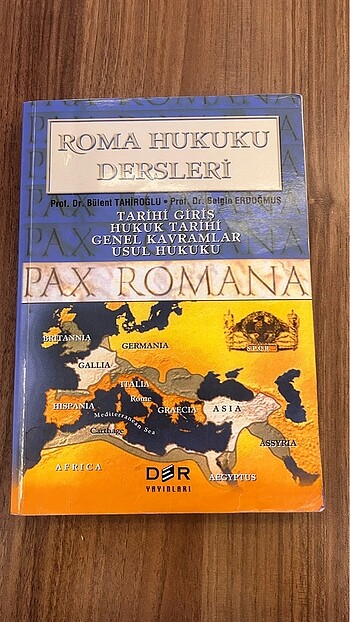 PAX ROMANA
ROMA HUKUKU
DERSLERİ
Prof. Dr. Bülent TAHİROĞLU • Prof. Dr. Belgin ERDOĞMUŞ
TARİHİ GİRİŞ
HUKUK TARİHİ
GENEL KAVRAMLAR
USUL HUKUKU
PAX ROMANA
BRITANNIA
GERMANIA
S.P.Q.R
GALLIA
ITALIA
Rome
HISPANIA
GRAECIA
ASIA
Mediterranean Sea
Carthage
ASSYRIA
AFRICA
AEGYPTUS
DER
YAYINLARI